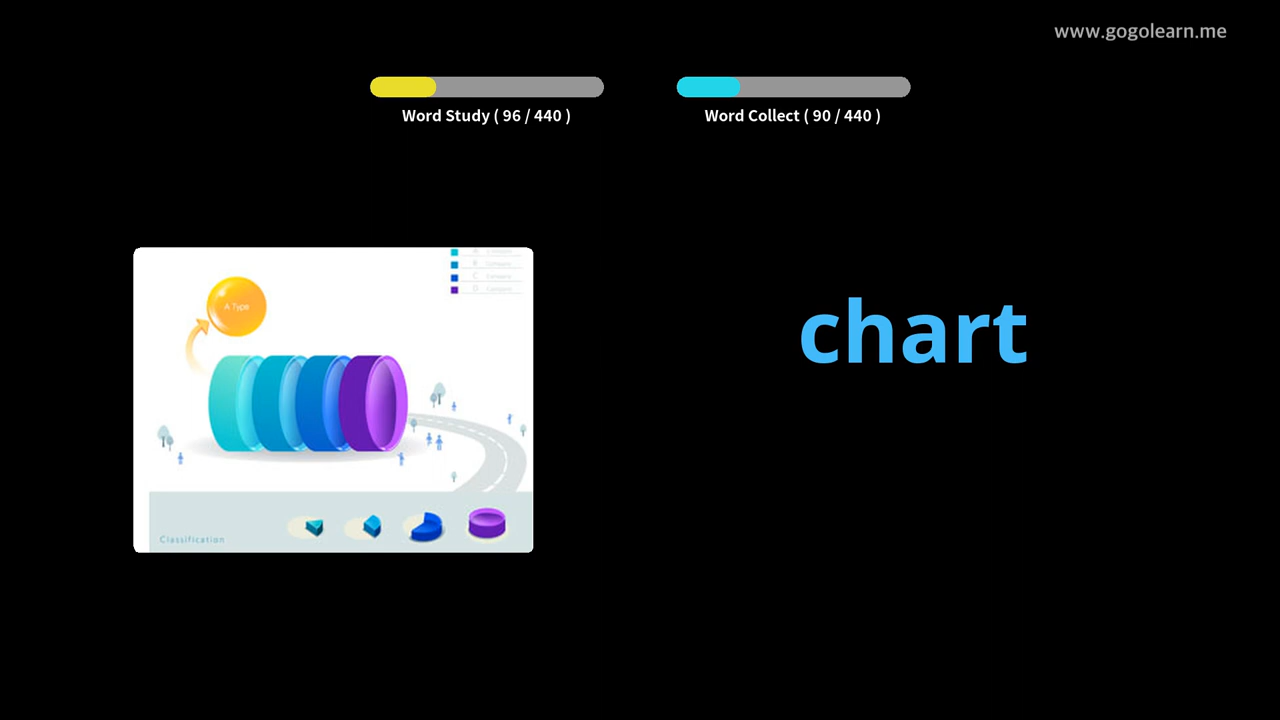 www.gogolearn.me
Word Study ( 96 / 440 )
Word Collect ( 90 / 440 )
A Type
B
C
D
chart
Classification